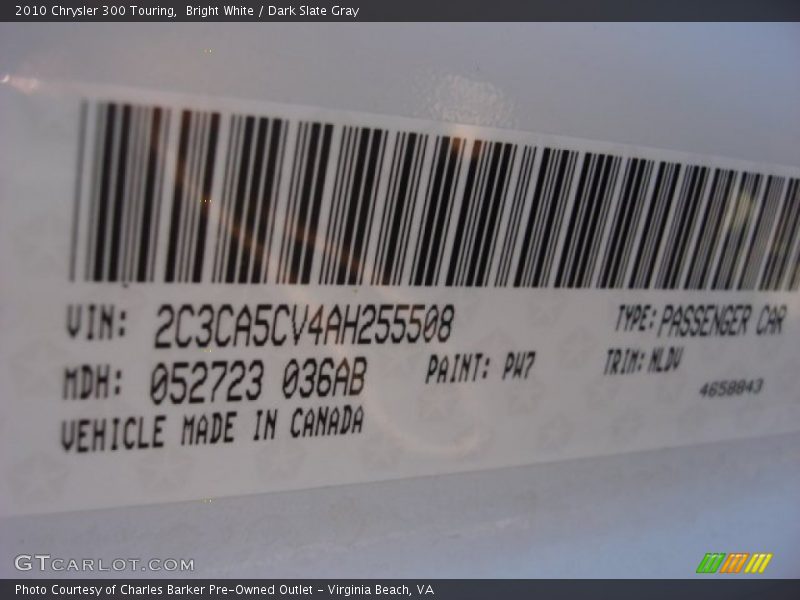 2010 Chrysler 300 Touring, Bright White / Dark Slate Gray
VIN: 2C3CA5CV4AH255508 TYPE: PASSENGER CAR
MDH: 052723 036AB PAINT: PW7 TRIM: NLDV
4658843
VEHICLE MADE IN CANADA
GTCARLOT.COM
Photo Courtesy of Charles Barker Pre-Owned Outlet - Virginia Beach, VA